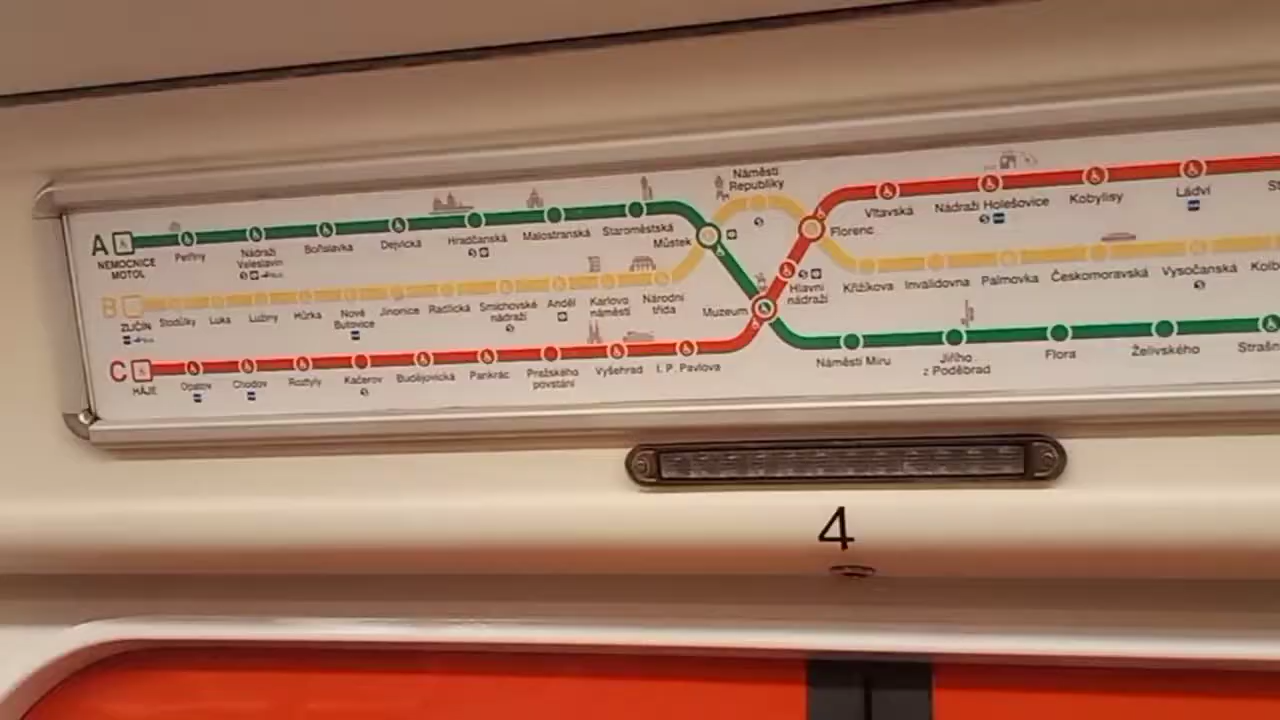 A
NEMOCNICE
MOTOL
Petřiny
Nádraží
Veleslavín
Bořislavka
Dejvická
Hradčanská
Malostranská
Staroměstská
Můstek
Muzeum
Náměstí Míru
Jiřího
z Poděbrad
Flora
Želivského
Strašn
B
ZLIČÍN
Stodůlky
Luka
Lužiny
Hůrka
Nové
Butovice
Jinonice
Radlická
Smíchovské
nádraží
Anděl
Karlovo
náměstí
Národní
třída
Náměstí
Republiky
Florenc
Křižíkova
Invalidovna
Palmovka
Českomoravská
Vysočanská
Kolb
C
HÁJE
Opatov
Chodov
Roztyly
Kačerov
Budějovická
Pankrác
Pražského
povstání
Vyšehrad
I. P. Pavlova
Hlavní
nádraží
Vltavská
Nádraží Holešovice
Kobylisy
Ládví
St
4